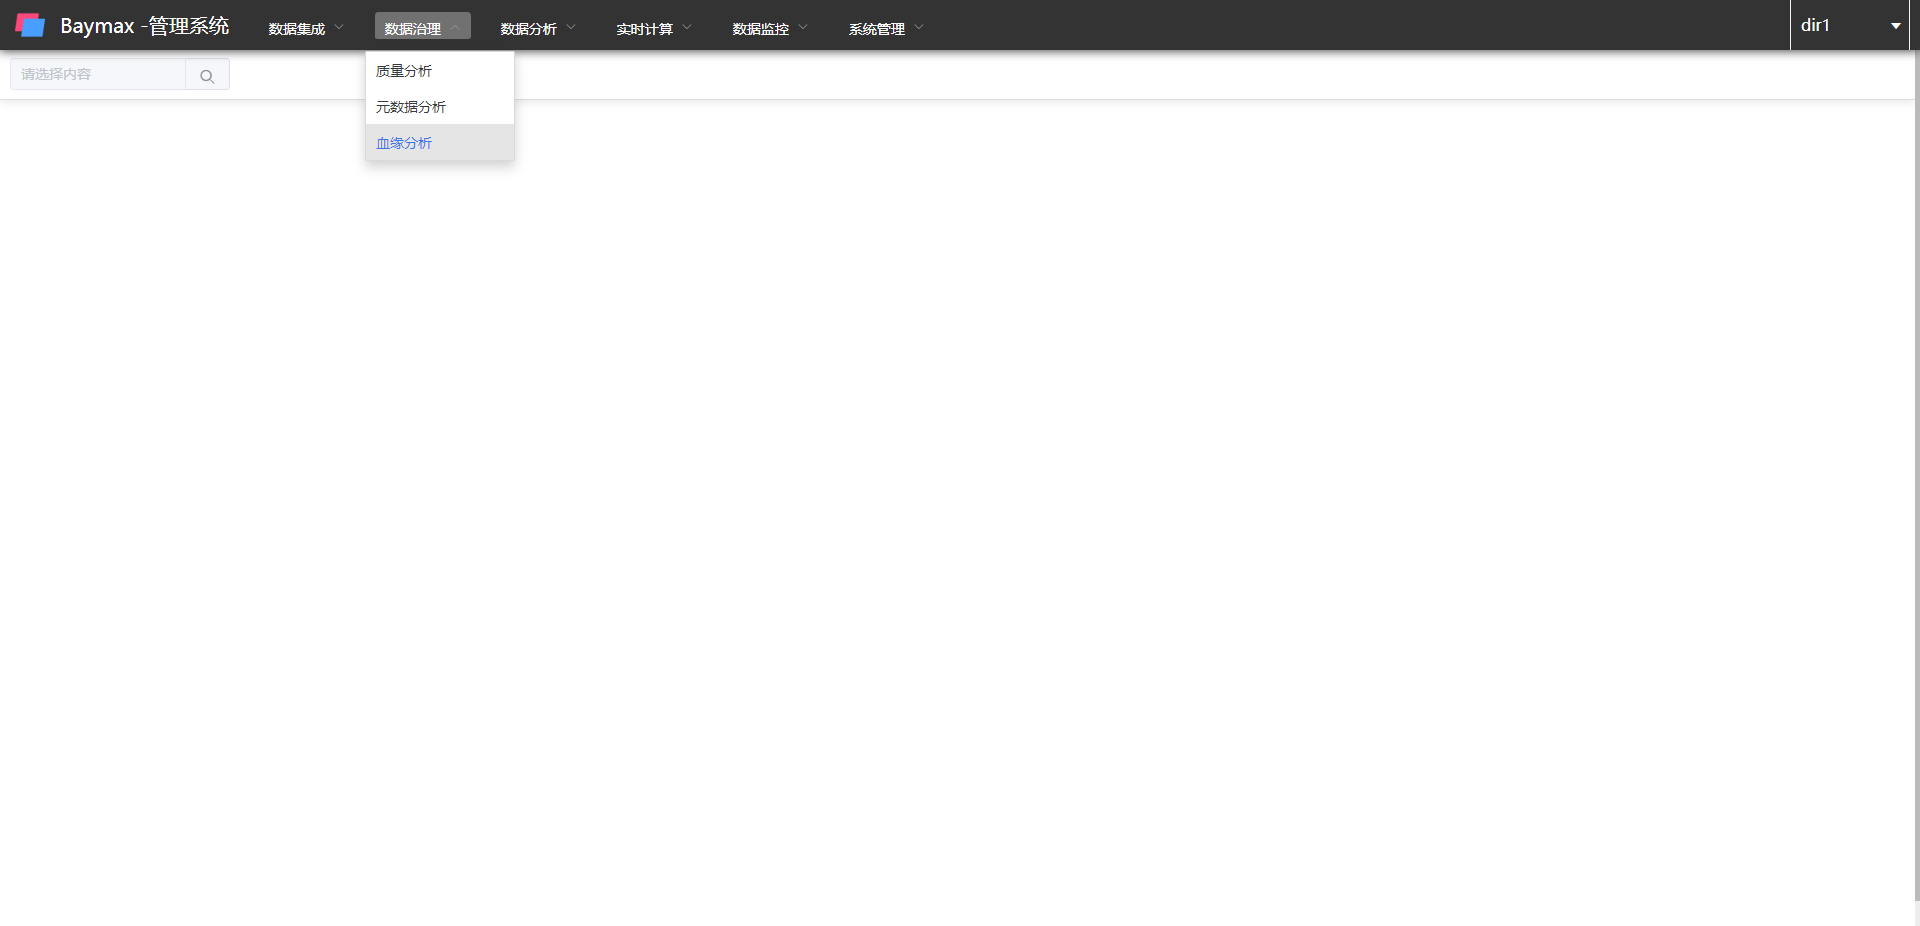 Baymax -管理系统 数据集成 数据治理 数据分析 实时计算 数据监控 系统管理 dir1
请选择内容
质量分析
元数据分析
血缘分析